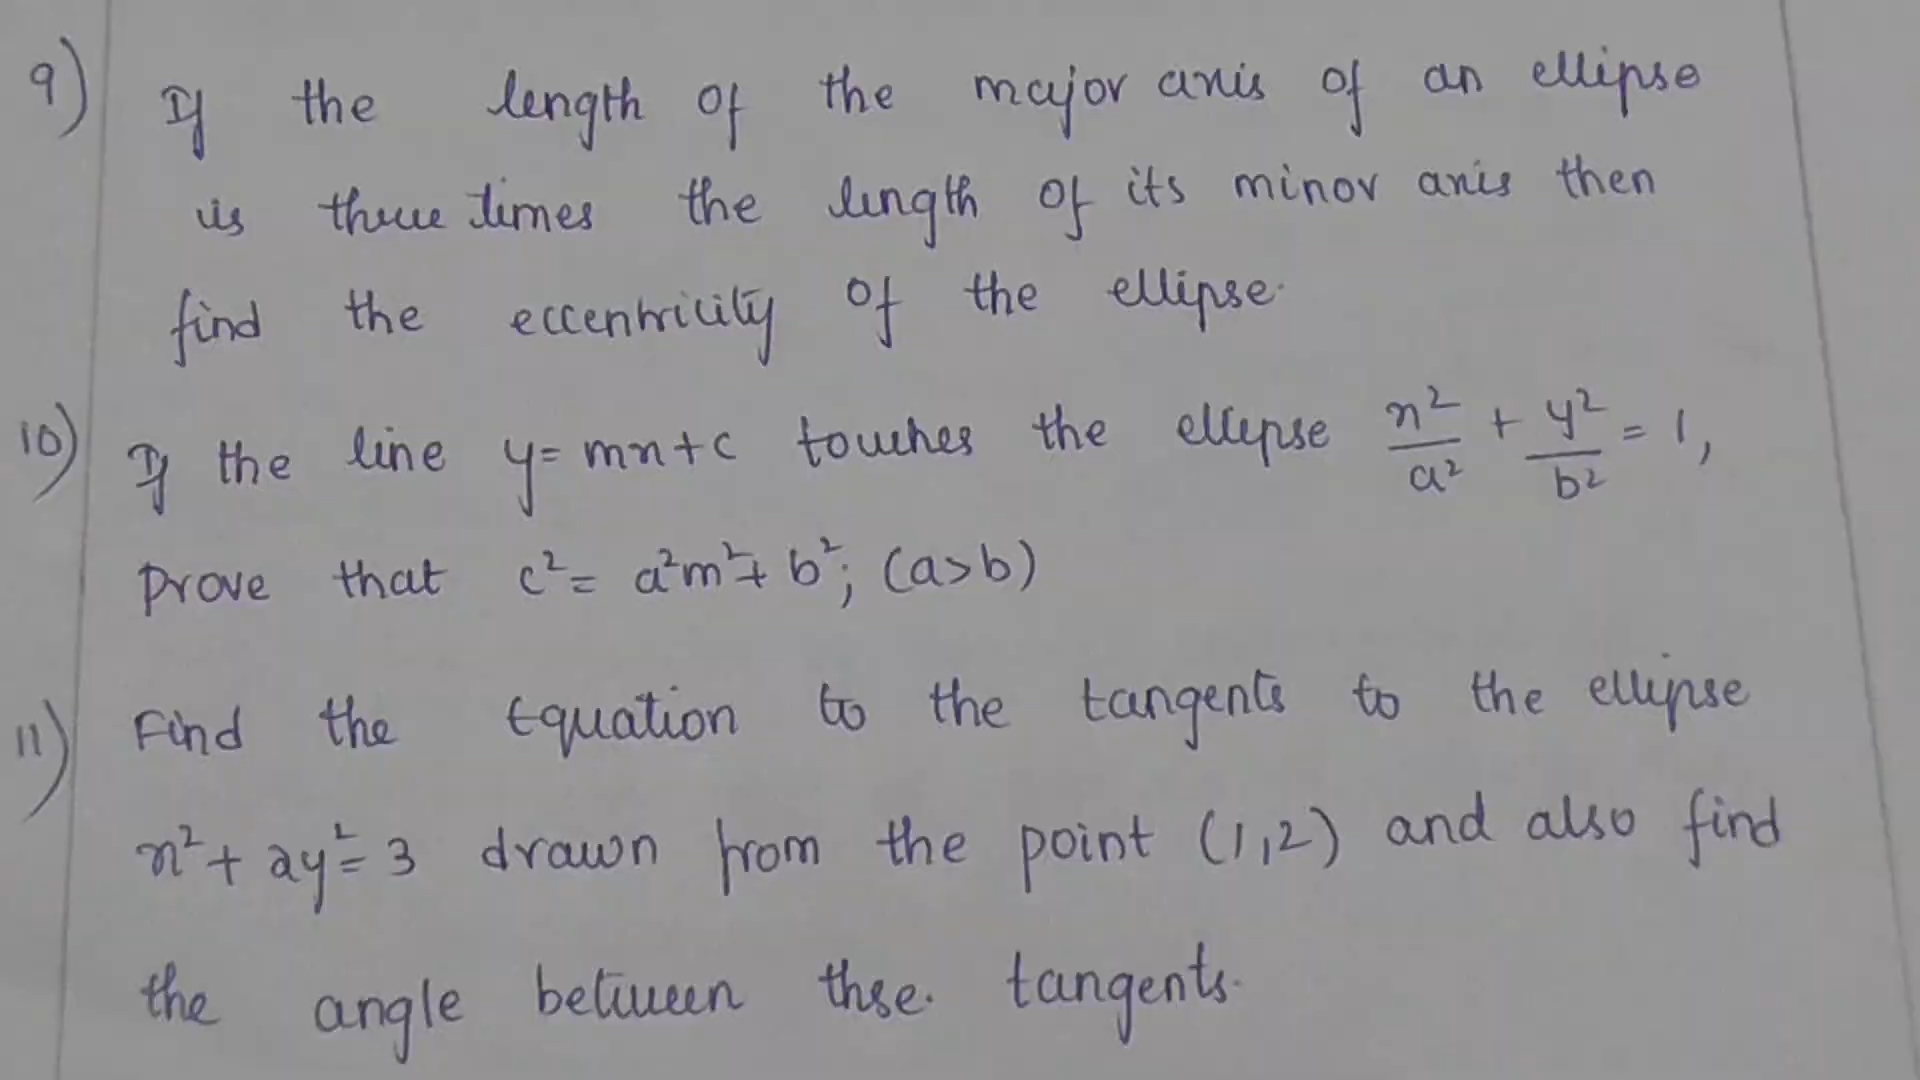 9) If the length of the major axis of an ellipse
is three times the length of its minor axis then
find the eccentricity of the ellipse.
10) If the line y = mx + c touches the ellipse x²/a² + y²/b² = 1,
Prove that c² = a²m² + b²; (a>b)
11) Find the Equation to the tangents to the ellipse
x² + 2y² = 3 drawn from the point (1,2) and also find
the angle between thse. tangents.